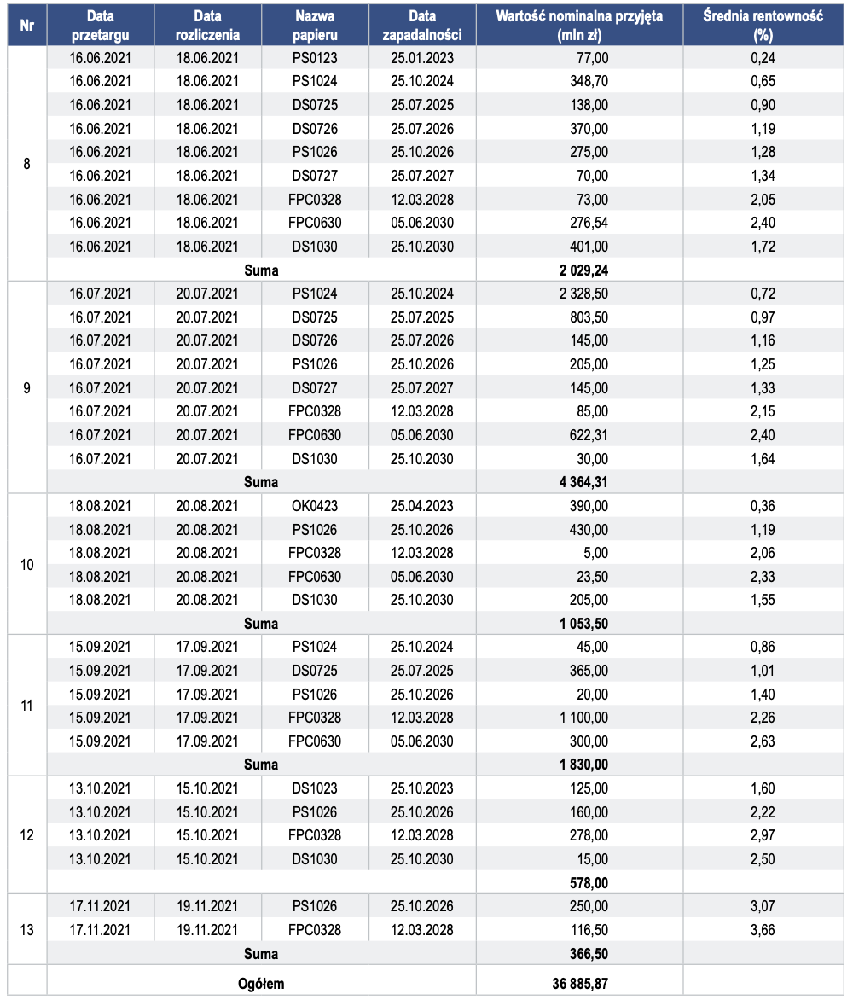 Nr Data przetargu Data rozliczenia Nazwa papieru Data zapadalności Wartość nominalna przyjęta (mln zł) Średnia rentowność (%)
8
16.06.2021 18.06.2021 PS0123 25.01.2023 77,00 0,24
16.06.2021 18.06.2021 PS1024 25.10.2024 348,70 0,65
16.06.2021 18.06.2021 DS0725 25.07.2025 138,00 0,90
16.06.2021 18.06.2021 DS0726 25.07.2026 370,00 1,19
16.06.2021 18.06.2021 PS1026 25.10.2026 275,00 1,28
16.06.2021 18.06.2021 DS0727 25.07.2027 70,00 1,34
16.06.2021 18.06.2021 FPC0328 12.03.2028 73,00 2,05
16.06.2021 18.06.2021 FPC0630 05.06.2030 276,54 2,40
16.06.2021 18.06.2021 DS1030 25.10.2030 401,00 1,72
Suma 2 029,24
9
16.07.2021 20.07.2021 PS1024 25.10.2024 2 328,50 0,72
16.07.2021 20.07.2021 DS0725 25.07.2025 803,50 0,97
16.07.2021 20.07.2021 DS0726 25.07.2026 145,00 1,16
16.07.2021 20.07.2021 PS1026 25.10.2026 205,00 1,25
16.07.2021 20.07.2021 DS0727 25.07.2027 145,00 1,33
16.07.2021 20.07.2021 FPC0328 12.03.2028 85,00 2,15
16.07.2021 20.07.2021 FPC0630 05.06.2030 622,31 2,40
16.07.2021 20.07.2021 DS1030 25.10.2030 30,00 1,64
Suma 4 364,31
10
18.08.2021 20.08.2021 OK0423 25.04.2023 390,00 0,36
18.08.2021 20.08.2021 PS1026 25.10.2026 430,00 1,19
18.08.2021 20.08.2021 FPC0328 12.03.2028 5,00 2,06
18.08.2021 20.08.2021 FPC0630 05.06.2030 23,50 2,33
18.08.2021 20.08.2021 DS1030 25.10.2030 205,00 1,55
Suma 1 053,50
11
15.09.2021 17.09.2021 PS1024 25.10.2024 45,00 0,86
15.09.2021 17.09.2021 DS0725 25.07.2025 365,00 1,01
15.09.2021 17.09.2021 PS1026 25.10.2026 20,00 1,40
15.09.2021 17.09.2021 FPC0328 12.03.2028 1 100,00 2,26
15.09.2021 17.09.2021 FPC0630 05.06.2030 300,00 2,63
Suma 1 830,00
12
13.10.2021 15.10.2021 DS1023 25.10.2023 125,00 1,60
13.10.2021 15.10.2021 PS1026 25.10.2026 160,00 2,22
13.10.2021 15.10.2021 FPC0328 12.03.2028 278,00 2,97
13.10.2021 15.10.2021 DS1030 25.10.2030 15,00 2,50
578,00
13
17.11.2021 19.11.2021 PS1026 25.10.2026 250,00 3,07
17.11.2021 19.11.2021 FPC0328 12.03.2028 116,50 3,66
Suma 366,50
Ogółem 36 885,87